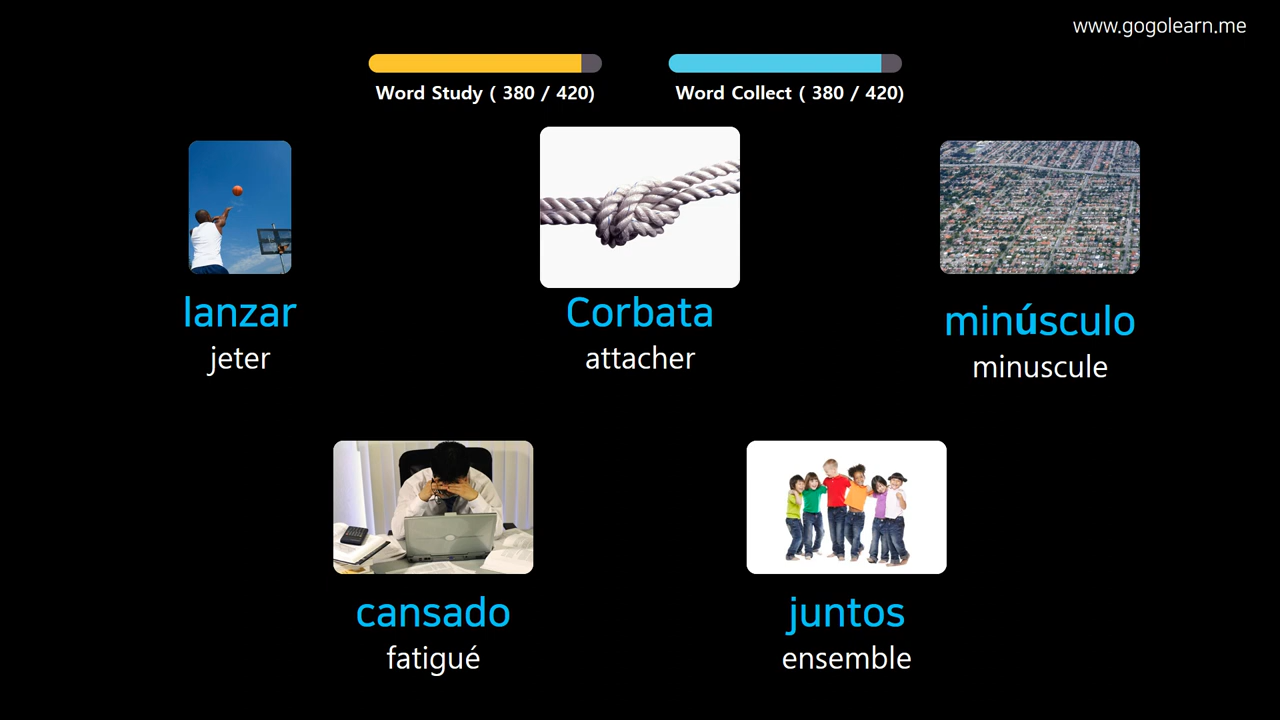 www.gogolearn.me
Word Study ( 380 / 420)
Word Collect ( 380 / 420)
lanzar
jeter
Corbata
attacher
minúsculo
minuscule
cansado
fatigué
juntos
ensemble